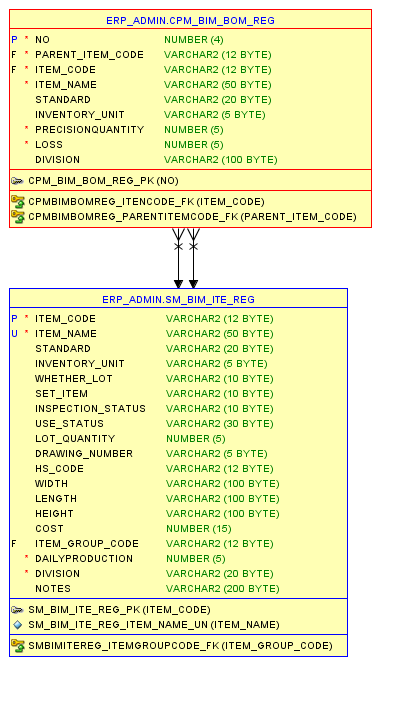 ERP_ADMIN.CPM_BIM_BOM_REG
P * NO NUMBER (4)
F * PARENT_ITEM_CODE VARCHAR2 (12 BYTE)
F * ITEM_CODE VARCHAR2 (12 BYTE)
* ITEM_NAME VARCHAR2 (50 BYTE)
STANDARD VARCHAR2 (20 BYTE)
INVENTORY_UNIT VARCHAR2 (5 BYTE)
* PRECISIONQUANTITY NUMBER (5)
* LOSS NUMBER (5)
DIVISION VARCHAR2 (100 BYTE)
CPM_BIM_BOM_REG_PK (NO)
CPMBIMBOMREG_ITENCODE_FK (ITEM_CODE)
CPMBIMBOMREG_PARENTITEMCODE_FK (PARENT_ITEM_CODE)
ERP_ADMIN.SM_BIM_ITE_REG
P * ITEM_CODE VARCHAR2 (12 BYTE)
U * ITEM_NAME VARCHAR2 (50 BYTE)
STANDARD VARCHAR2 (20 BYTE)
INVENTORY_UNIT VARCHAR2 (5 BYTE)
WHETHER_LOT VARCHAR2 (10 BYTE)
SET_ITEM VARCHAR2 (10 BYTE)
INSPECTION_STATUS VARCHAR2 (10 BYTE)
USE_STATUS VARCHAR2 (30 BYTE)
LOT_QUANTITY NUMBER (5)
DRAWING_NUMBER VARCHAR2 (5 BYTE)
HS_CODE VARCHAR2 (12 BYTE)
WIDTH VARCHAR2 (100 BYTE)
LENGTH VARCHAR2 (100 BYTE)
HEIGHT VARCHAR2 (100 BYTE)
COST NUMBER (15)
F ITEM_GROUP_CODE VARCHAR2 (12 BYTE)
* DAILYPRODUCTION NUMBER (5)
* DIVISION VARCHAR2 (20 BYTE)
NOTES VARCHAR2 (200 BYTE)
SM_BIM_ITE_REG_PK (ITEM_CODE)
SM_BIM_ITE_REG_ITEM_NAME_UN (ITEM_NAME)
SMBIMITEREG_ITEMGROUPCODE_FK (ITEM_GROUP_CODE)